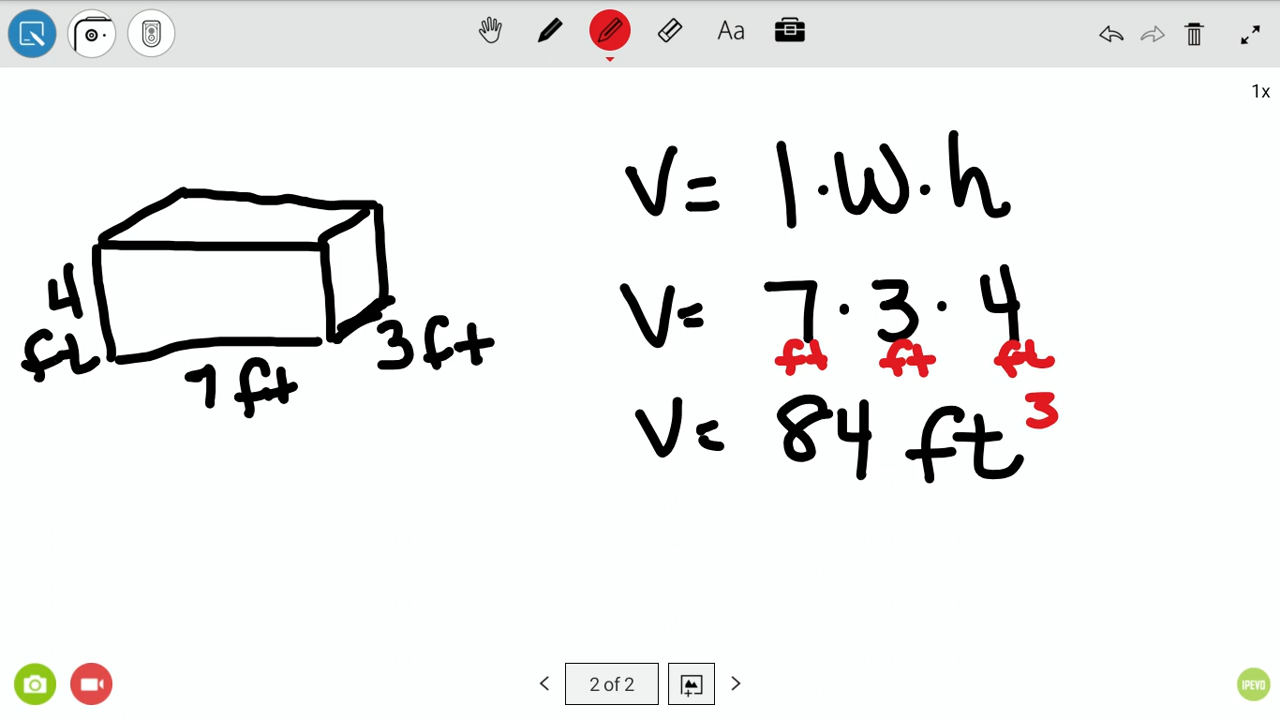 Aa
1x
V= l·w·h
4
ft
7 ft
3 ft
V= 7·3·4
ft ft ft
V= 84 ft³
2 of 2
IPEVO